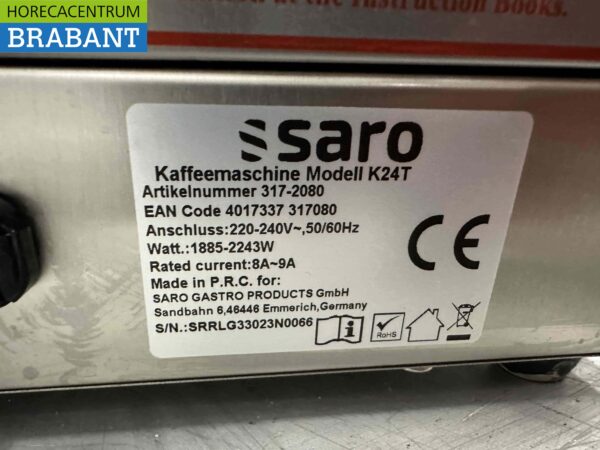 HORECACENTRUM
BRABANT
at the Instruction Books.
saro
Kaffeemaschine Modell K24T
Artikelnummer 317-2080
EAN Code 4017337 317080
Anschluss:220-240V~,50/60Hz
Watt.:1885-2243W
Rated current:8A~9A
Made in P.R.C. for:
SARO GASTRO PRODUCTS GmbH
Sandbahn 6,46446 Emmerich,Germany
S/N.:SRRLG33023N0066
RoHS
CE